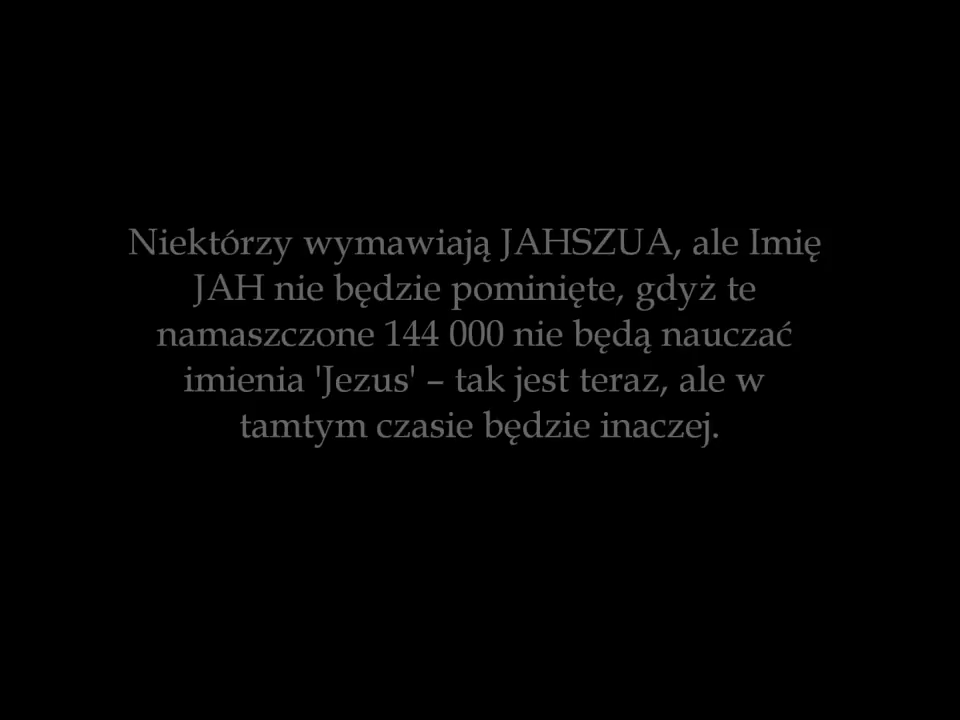 Niektórzy wymawiają JAHSZUA, ale Imię
JAH nie będzie pominięte, gdyż te
namaszczone 144 000 nie będą nauczać
imienia 'Jezus' – tak jest teraz, ale w
tamtym czasie będzie inaczej.